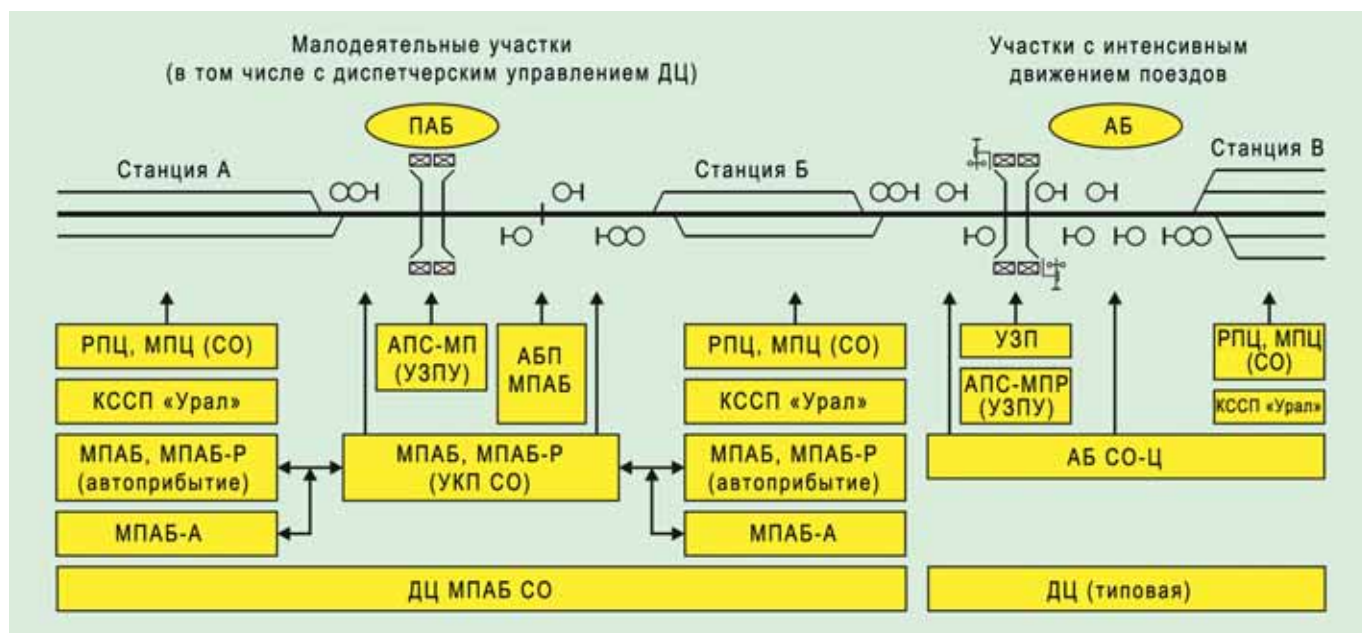 Малодеятельные участки
(в том числе с диспетчерским управлением ДЦ)
Участки с интенсивным
движением поездов
ПАБ
АБ
Станция А
Станция Б
Станция В
РПЦ, МПЦ (СО)
КССП «Урал»
МПАБ, МПАБ-Р
(автоприбытие)
МПАБ-А
АПС-МП
(УЗПУ)
АБП
МПАБ
МПАБ, МПАБ-Р
(УКП СО)
РПЦ, МПЦ (СО)
КССП «Урал»
МПАБ, МПАБ-Р
(автоприбытие)
МПАБ-А
ДЦ МПАБ СО
УЗП
АПС-МПР
(УЗПУ)
РПЦ, МПЦ
(СО)
КССП «Урал»
АБ СО-Ц
ДЦ (типовая)